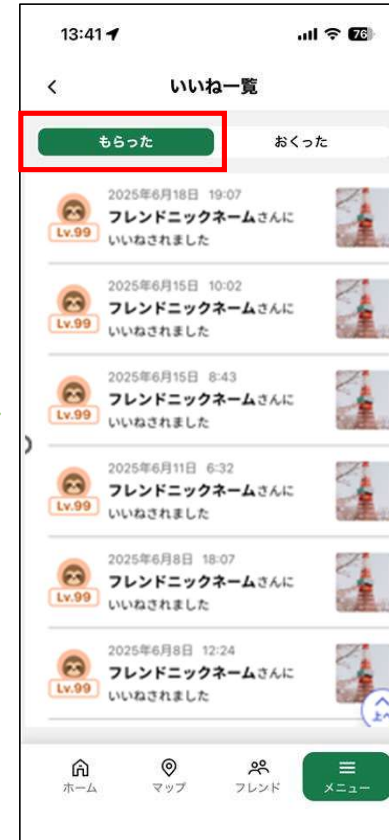 13:41
76
いいね一覧
もらった
おくった
2025年6月18日 19:07
フレンドニックネームさんに
いいねされました
Lv.99
2025年6月15日 10:02
フレンドニックネームさんに
いいねされました
Lv.99
2025年6月15日 8:43
フレンドニックネームさんに
いいねされました
Lv.99
2025年6月11日 6:32
フレンドニックネームさんに
いいねされました
Lv.99
2025年6月8日 18:07
フレンドニックネームさんに
いいねされました
Lv.99
2025年6月8日 12:24
フレンドニックネームさんに
いいねされました
Lv.99
上へ
ホーム
マップ
フレンド
メニュー